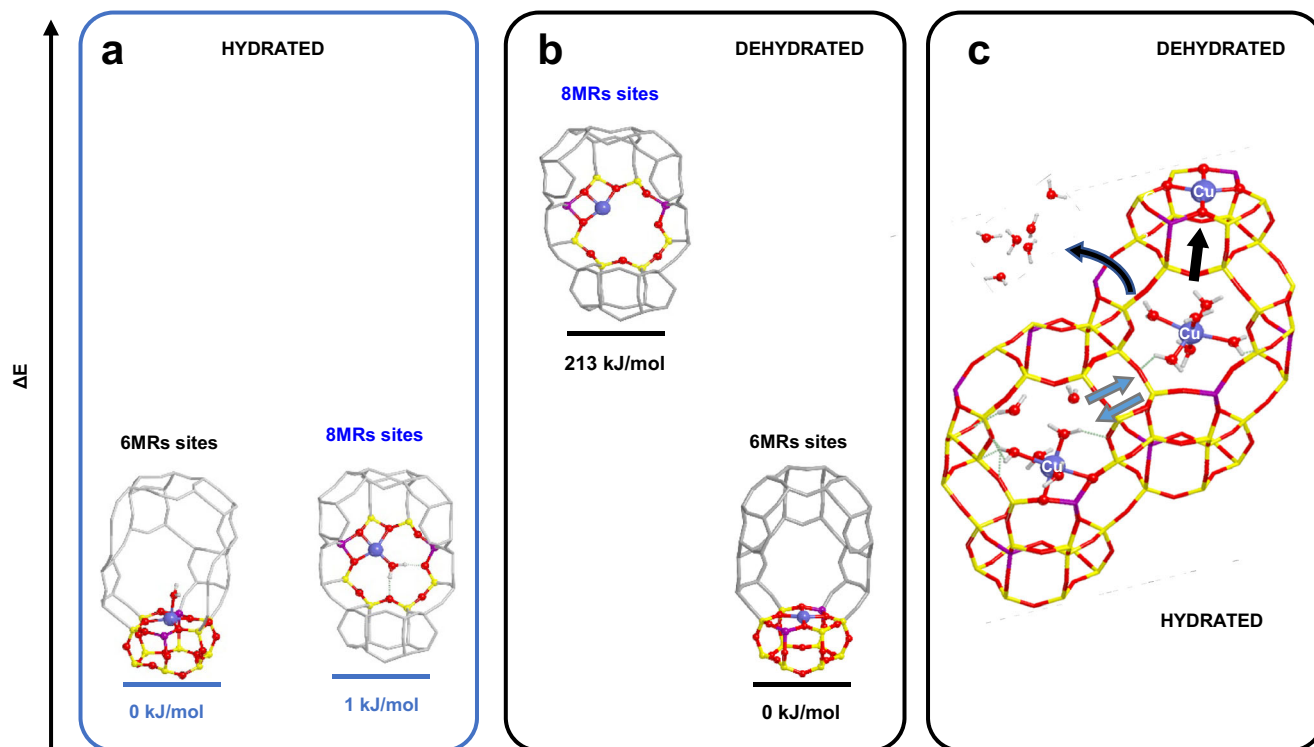 ΔE
a
HYDRATED
6MRs sites
8MRs sites
0 kJ/mol
1 kJ/mol
b
DEHYDRATED
8MRs sites
213 kJ/mol
6MRs sites
0 kJ/mol
c
DEHYDRATED
Cu
Cu
Cu
HYDRATED